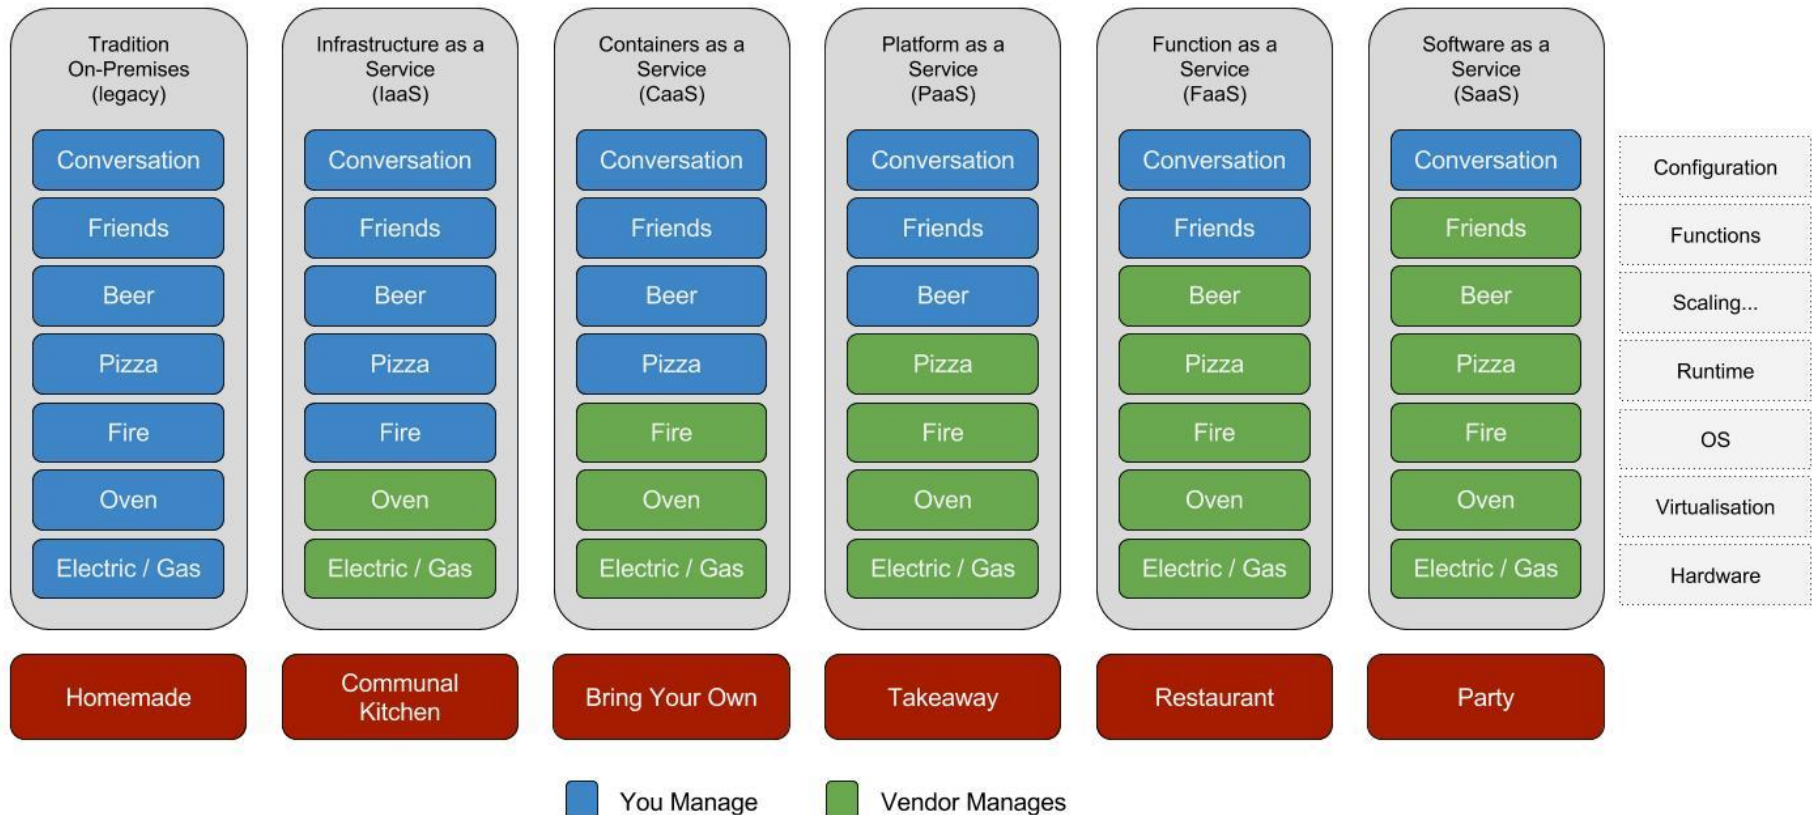 Tradition
On-Premises
(legacy)
Conversation
Friends
Beer
Pizza
Fire
Oven
Electric / Gas
Homemade
Infrastructure as a
Service
(IaaS)
Conversation
Friends
Beer
Pizza
Fire
Oven
Electric / Gas
Communal
Kitchen
Containers as a
Service
(CaaS)
Conversation
Friends
Beer
Pizza
Fire
Oven
Electric / Gas
Bring Your Own
Platform as a
Service
(PaaS)
Conversation
Friends
Beer
Pizza
Fire
Oven
Electric / Gas
Takeaway
Function as a
Service
(FaaS)
Conversation
Friends
Beer
Pizza
Fire
Oven
Electric / Gas
Restaurant
Software as a
Service
(SaaS)
Conversation
Friends
Beer
Pizza
Fire
Oven
Electric / Gas
Party
Configuration
Functions
Scaling...
Runtime
OS
Virtualisation
Hardware
You Manage
Vendor Manages